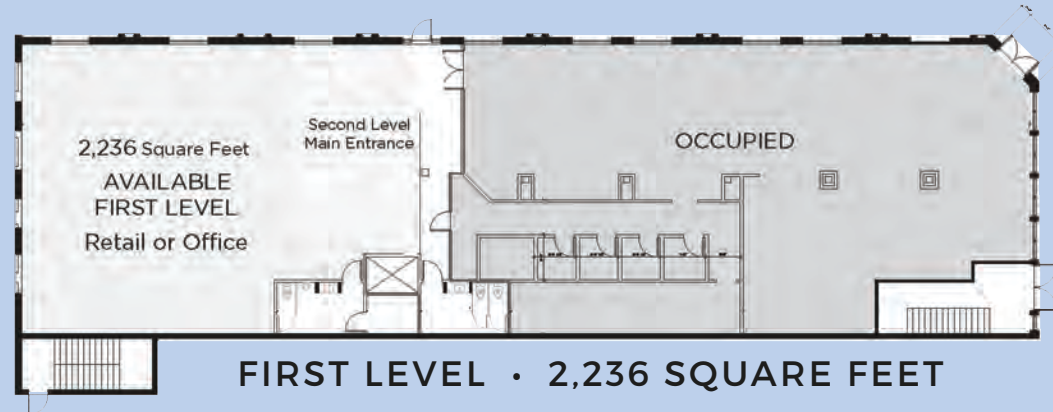 2,236 Square Feet
AVAILABLE
FIRST LEVEL
Retail or Office
Second Level
Main Entrance
OCCUPIED
FIRST LEVEL • 2,236 SQUARE FEET